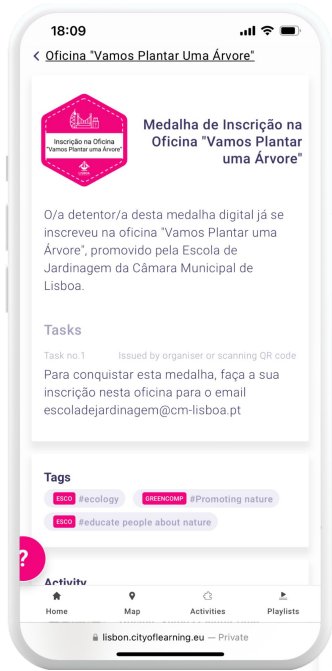 18:09
Oficina "Vamos Plantar Uma Árvore"
Inscrição na Oficina
"Vamos Plantar uma Árvore"
LISBOA
Medalha de Inscrição na
Oficina "Vamos Plantar
uma Árvore"
O/a detentor/a desta medalha digital já se
inscreveu na oficina "Vamos Plantar uma
Árvore", promovido pela Escola de
Jardinagem da Câmara Municipal de
Lisboa.
Tasks
Task no.1 Issued by organiser or scanning QR code
Para conquistar esta medalha, faça a sua
inscrição nesta oficina para o email
escoladejardinagem@cm-lisboa.pt
Tags
ESCO #ecology GREENCOMP #Promoting nature
ESCO #educate people about nature
?
Activity
Home Map Activities Playlists
lisbon.cityoflearning.eu — Private